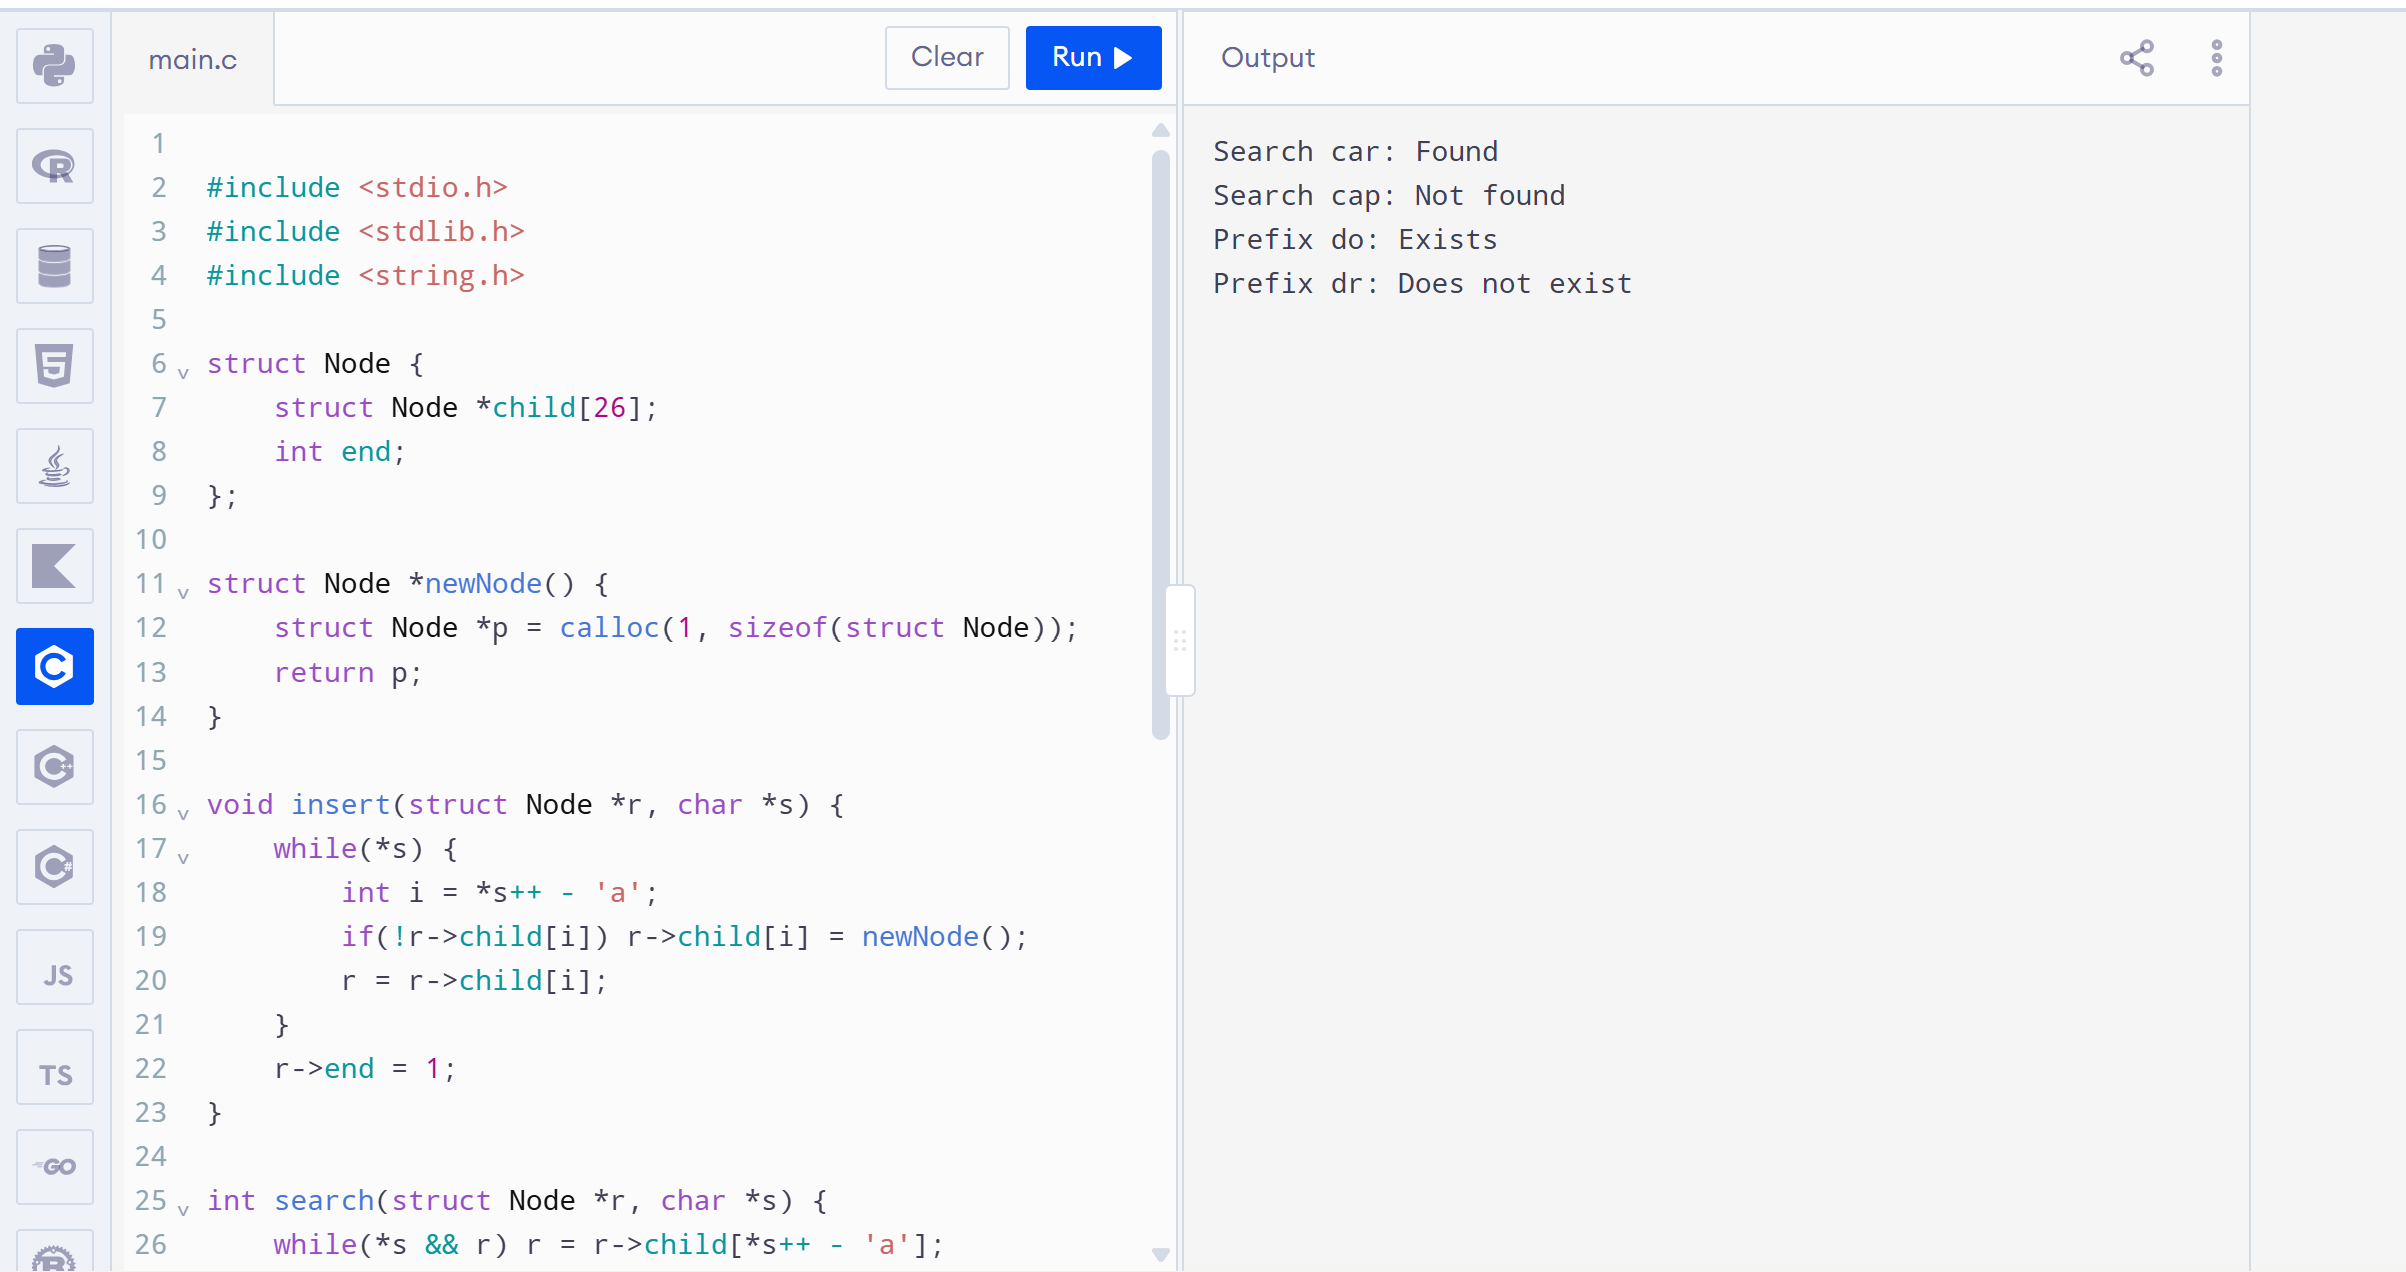 main.c
Clear
Run
Output
R
JS
TS
GO
1
2 #include <stdio.h>
3 #include <stdlib.h>
4 #include <string.h>
5
6 struct Node {
7     struct Node *child[26];
8     int end;
9 };
10
11 struct Node *newNode() {
12     struct Node *p = calloc(1, sizeof(struct Node));
13     return p;
14 }
15
16 void insert(struct Node *r, char *s) {
17     while(*s) {
18         int i = *s++ - 'a';
19         if(!r->child[i]) r->child[i] = newNode();
20         r = r->child[i];
21     }
22     r->end = 1;
23 }
24
25 int search(struct Node *r, char *s) {
26     while(*s && r) r = r->child[*s++ - 'a'];
Search car: Found
Search cap: Not found
Prefix do: Exists
Prefix dr: Does not exist